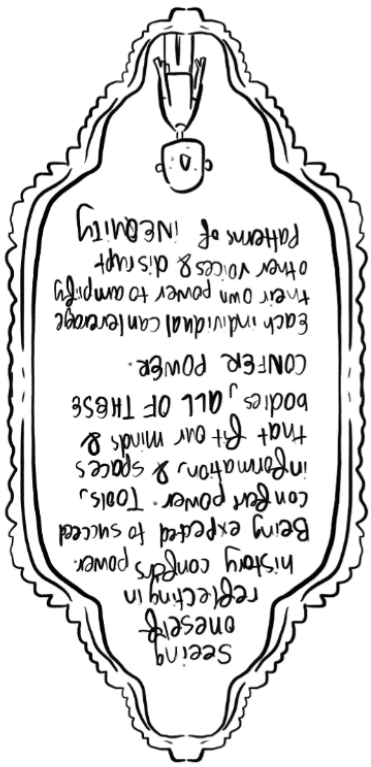 Seeing
oneself
reflecting in
history confers power.
Being expected to succeed
confers power. Tools,
information, & spaces
that fit our minds &
bodies, ALL OF THESE
CONFER POWER.
Each individual can leverage
their own power to amplify
other voices & disrupt
Patterns of iNEQUITY